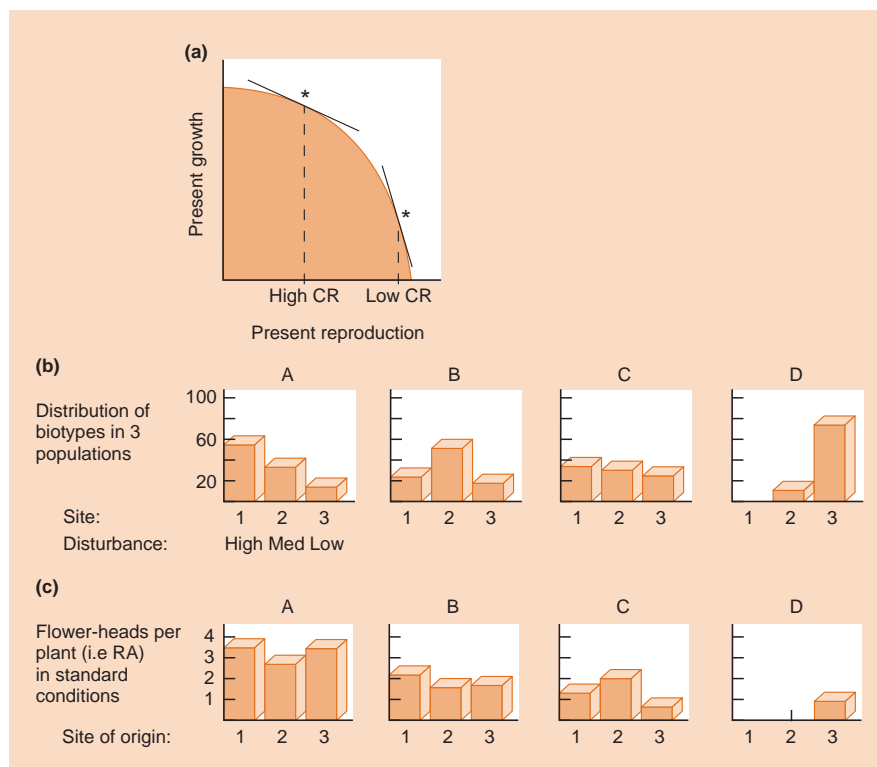 (a)
Present growth
*
*
High CR Low CR
Present reproduction
(b)
A B C D
Distribution of
biotypes in 3
populations
100
60
20
Site: 1 2 3 1 2 3 1 2 3 1 2 3
Disturbance: High Med Low
(c)
A B C D
Flower-heads per
plant (i.e RA)
in standard
conditions
4
3
2
1
Site of origin: 1 2 3 1 2 3 1 2 3 1 2 3